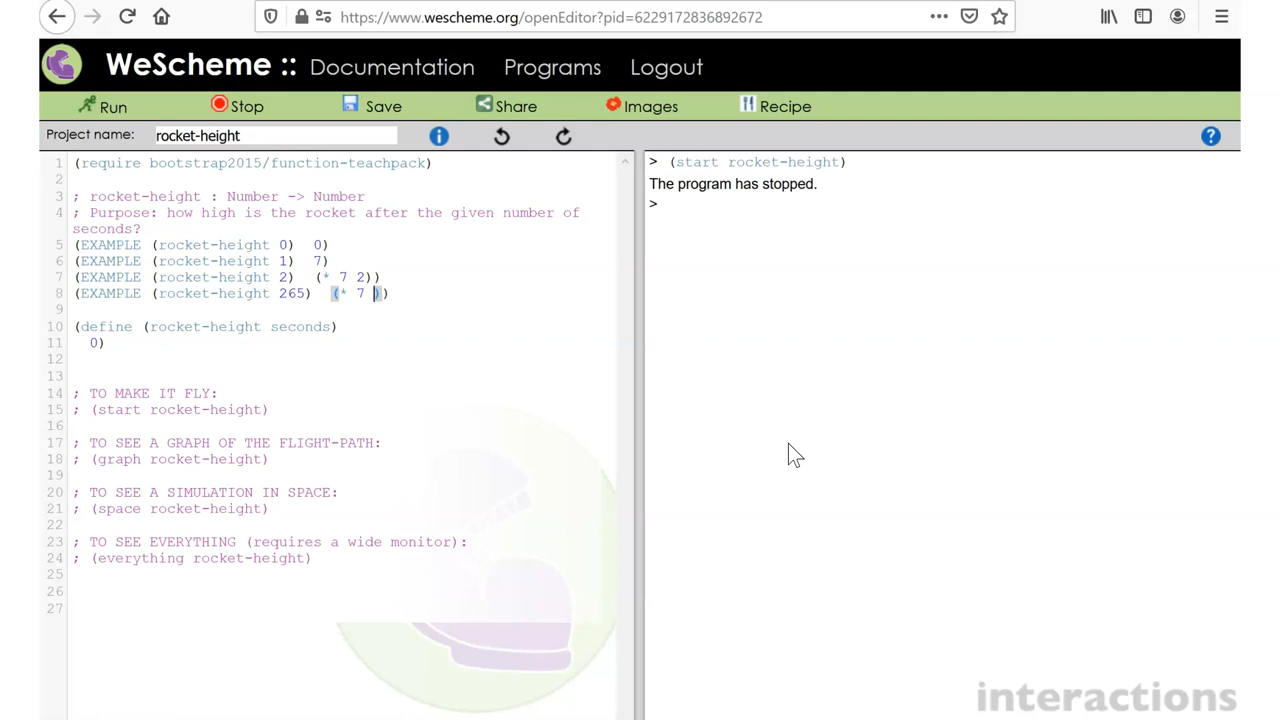 https://www.wescheme.org/openEditor?pid=6229172836892672
WeScheme :: Documentation Programs Logout
Run Stop Save Share Images Recipe
Project name: rocket-height
1 (require bootstrap2015/function-teachpack)
2
3 ; rocket-height : Number -> Number
4 ; Purpose: how high is the rocket after the given number of
seconds?
5 (EXAMPLE (rocket-height 0) 0)
6 (EXAMPLE (rocket-height 1) 7)
7 (EXAMPLE (rocket-height 2) (* 7 2))
8 (EXAMPLE (rocket-height 265) (* 7 ))
9
10 (define (rocket-height seconds)
11 0)
12
13
14 ; TO MAKE IT FLY:
15 ; (start rocket-height)
16
17 ; TO SEE A GRAPH OF THE FLIGHT-PATH:
18 ; (graph rocket-height)
19
20 ; TO SEE A SIMULATION IN SPACE:
21 ; (space rocket-height)
22
23 ; TO SEE EVERYTHING (requires a wide monitor):
24 ; (everything rocket-height)
25
26
27
> (start rocket-height)
The program has stopped.
>
interactions